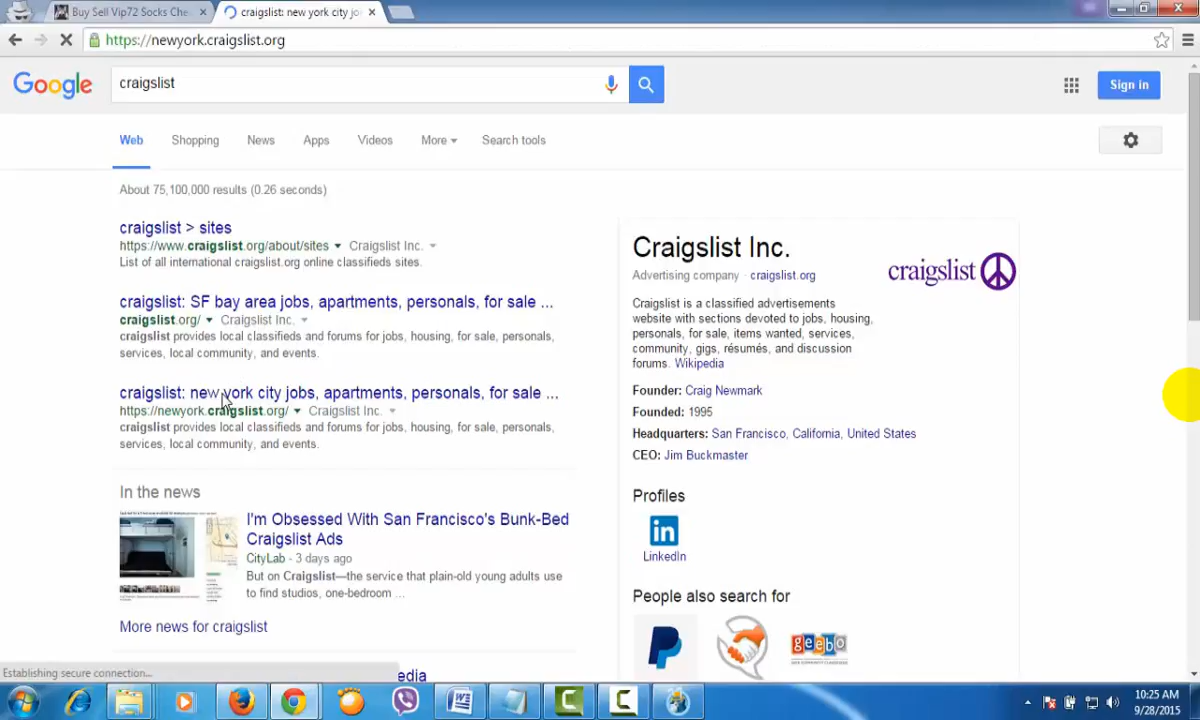 Buy Sell Vip72 Socks Che
craigslist: new york city jo
https://newyork.craigslist.org
Google
craigslist
Sign in
Web
Shopping
News
Apps
Videos
More
Search tools
About 75,100,000 results (0.26 seconds)
craigslist > sites
https://www.craigslist.org/about/sites
Craigslist Inc.
List of all international craigslist.org online classifieds sites.
craigslist: SF bay area jobs, apartments, personals, for sale ...
craigslist.org/
Craigslist Inc.
craigslist provides local classifieds and forums for jobs, housing, for sale, personals,
services, local community, and events.
craigslist: new york city jobs, apartments, personals, for sale ...
https://newyork.craigslist.org/
Craigslist Inc.
craigslist provides local classifieds and forums for jobs, housing, for sale, personals,
services, local community, and events.
In the news
I'm Obsessed With San Francisco's Bunk-Bed
Craigslist Ads
CityLab - 3 days ago
But on Craigslist—the service that plain-old young adults use
to find studios, one-bedroom ...
More news for craigslist
edia
Craigslist Inc.
Advertising company · craigslist.org
craigslist
Craigslist is a classified advertisements
website with sections devoted to jobs, housing,
personals, for sale, items wanted, services,
community, gigs, résumés, and discussion
forums. Wikipedia
Founder: Craig Newmark
Founded: 1995
Headquarters: San Francisco, California, United States
CEO: Jim Buckmaster
Profiles
LinkedIn
People also search for
geebo
Establishing secure connection...
10:25 AM
9/28/2015